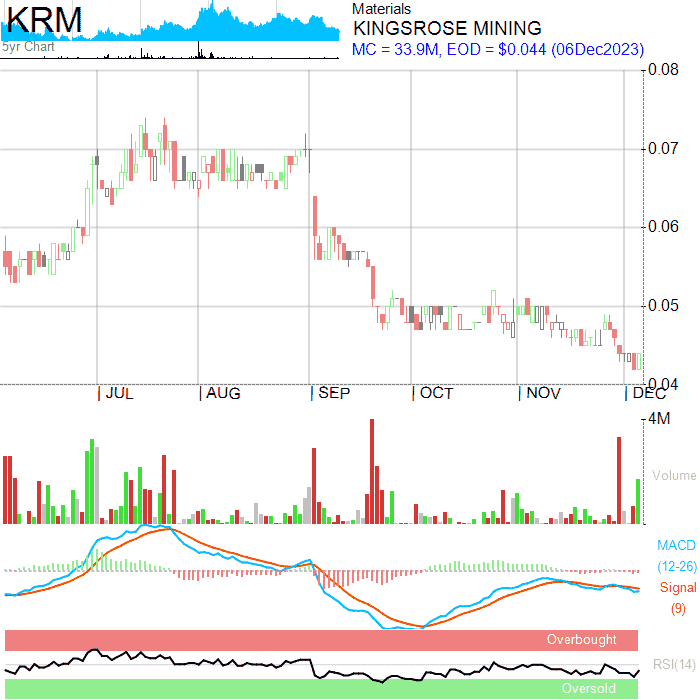 KRM
5yr Chart
Materials
KINGSROSE MINING
MC = 33.9M, EOD = $0.044 (06Dec2023)
0.08
0.07
0.06
0.05
0.04
JUL AUG SEP OCT NOV DEC
4M
Volume
MACD
(12-26)
Signal
(9)
Overbought
RSI(14)
Oversold